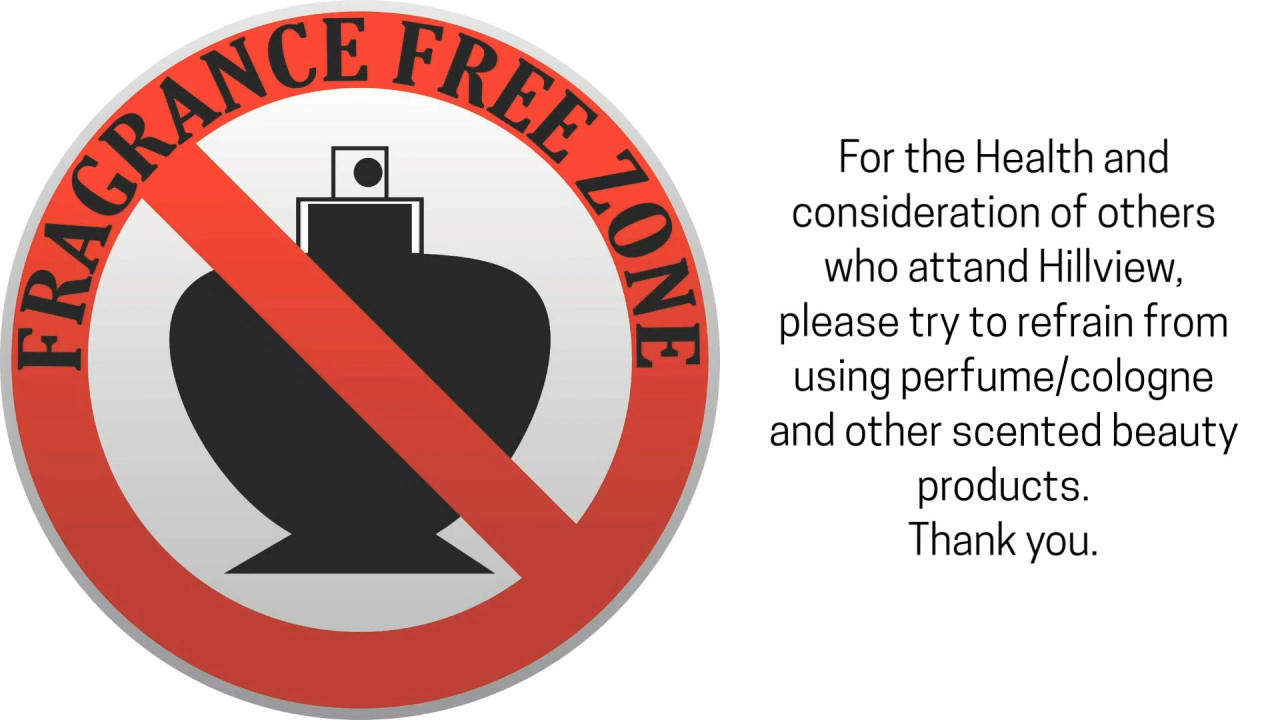 FRAGRANCE FREE ZONE
For the Health and
consideration of others
who attand Hillview,
please try to refrain from
using perfume/cologne
and other scented beauty
products.
Thank you.